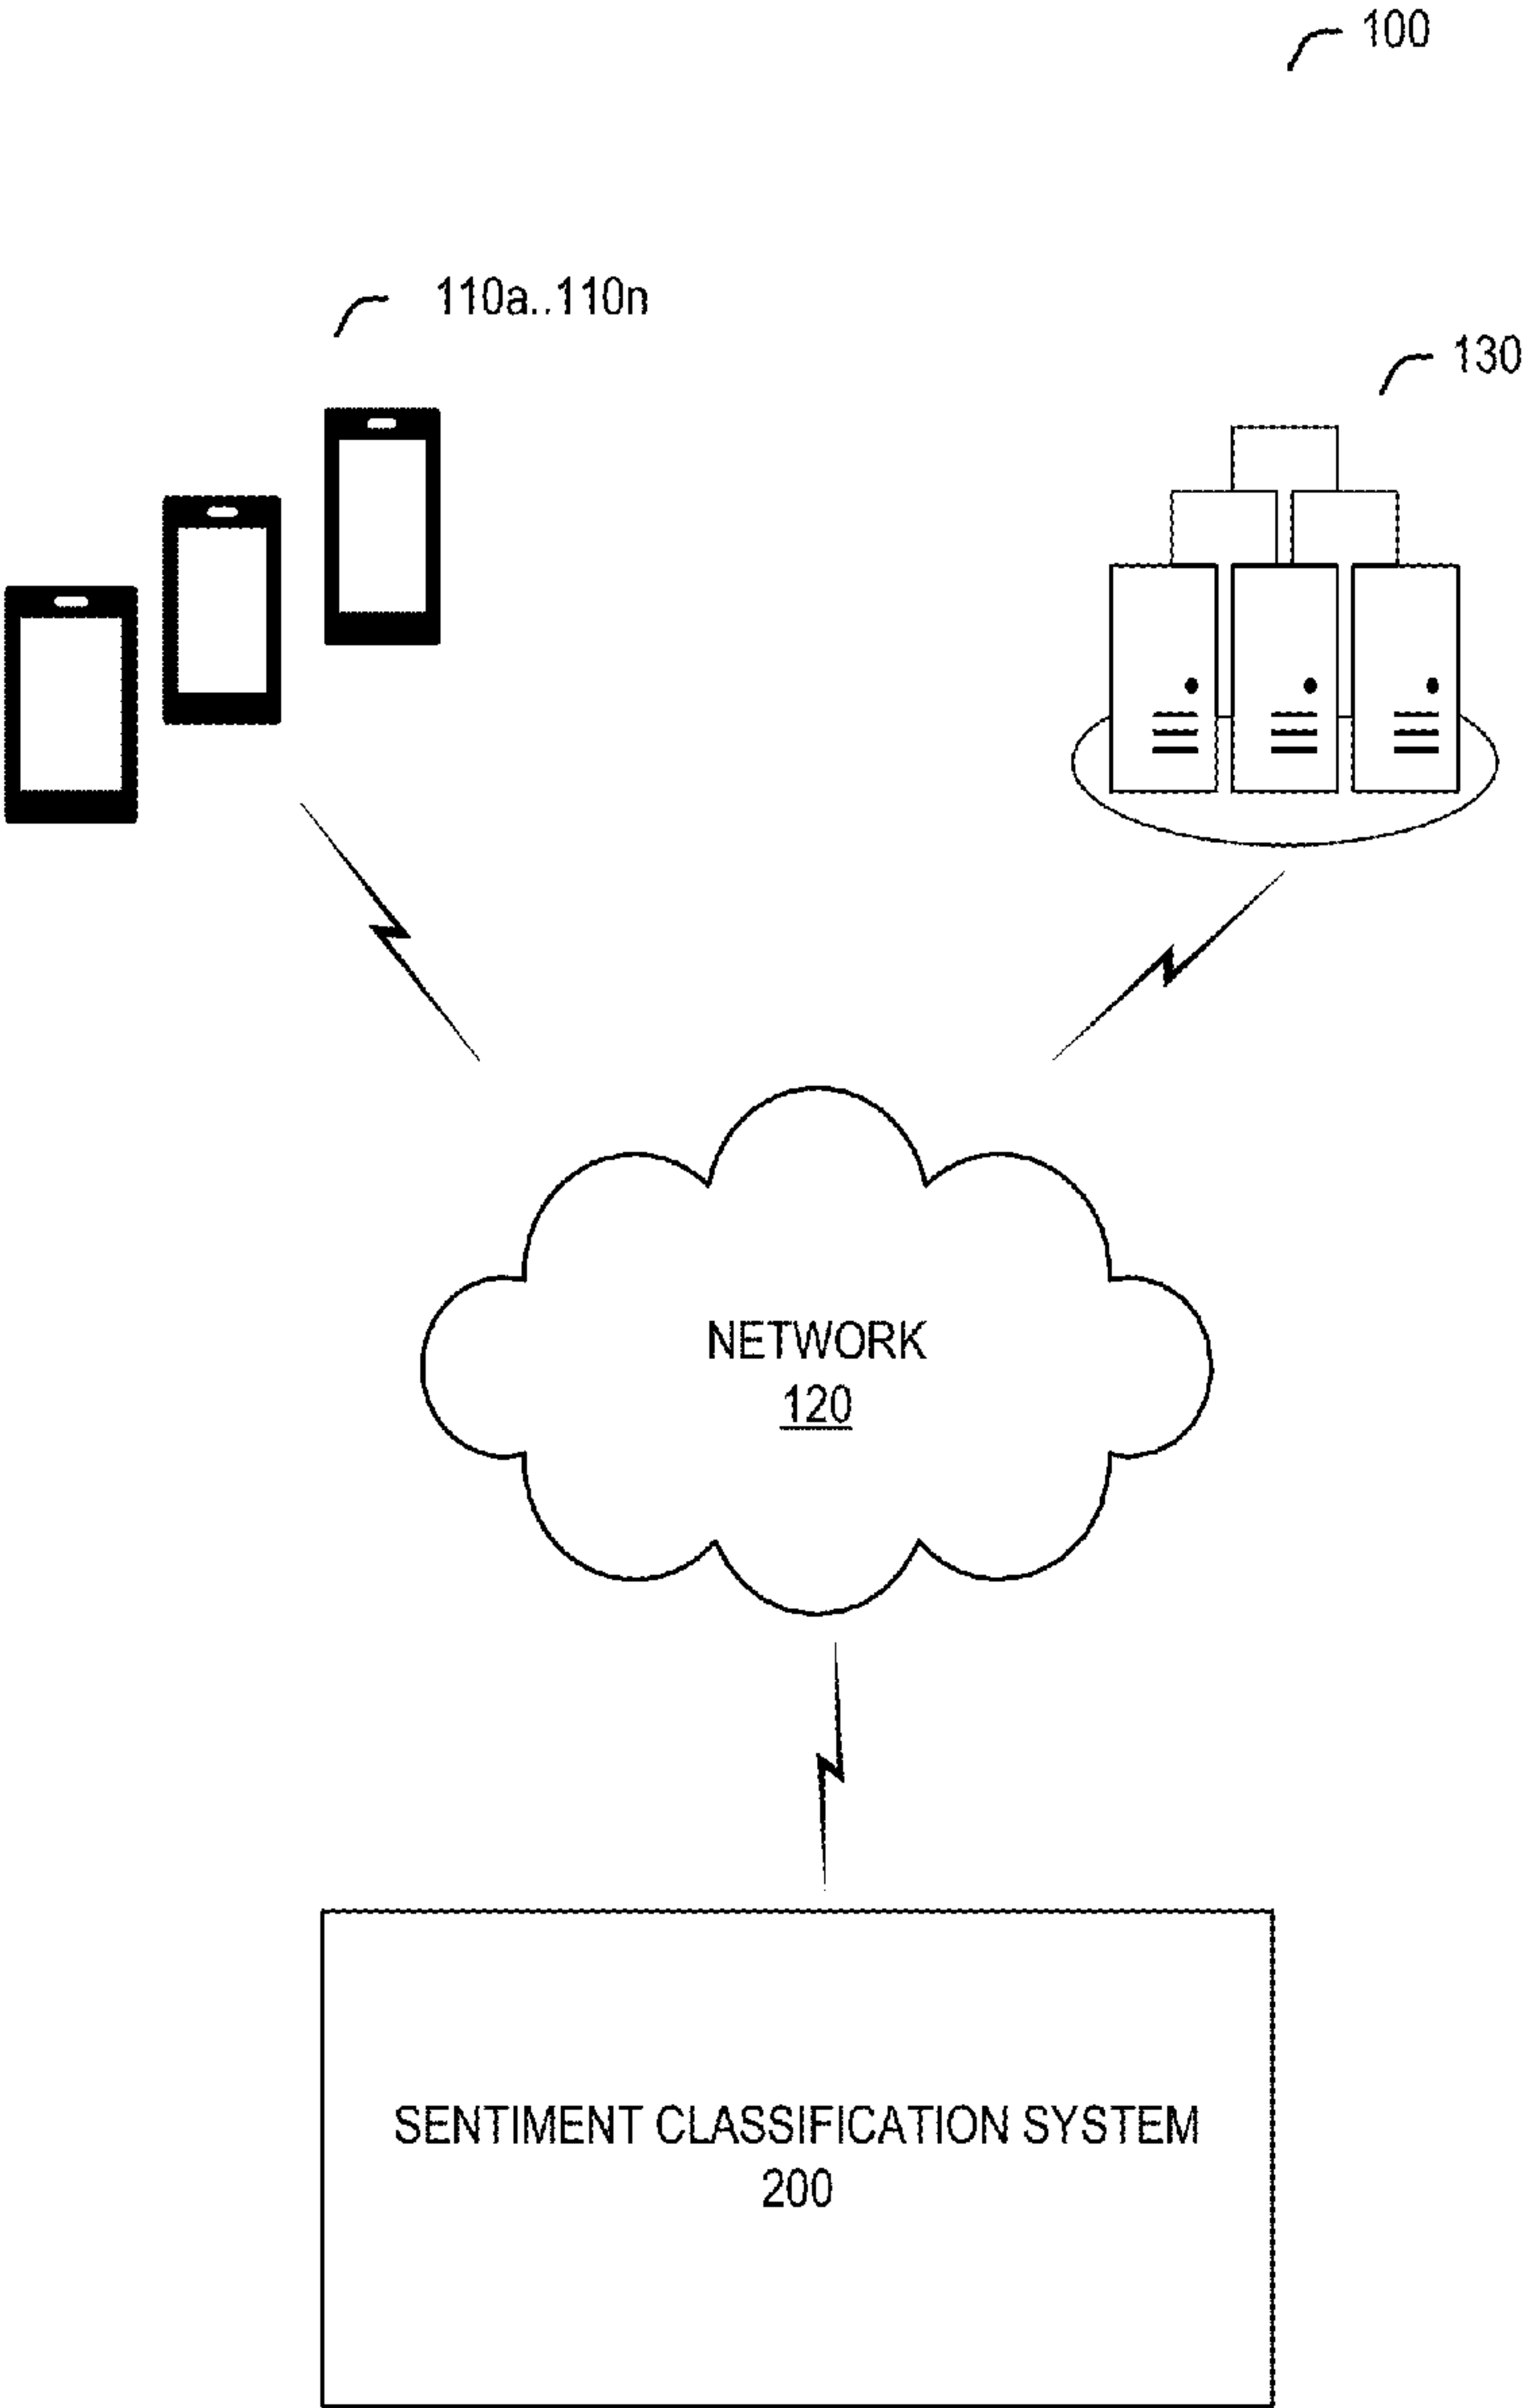 100
110a..110n
130
NETWORK
120
SENTIMENT CLASSIFICATION SYSTEM
200